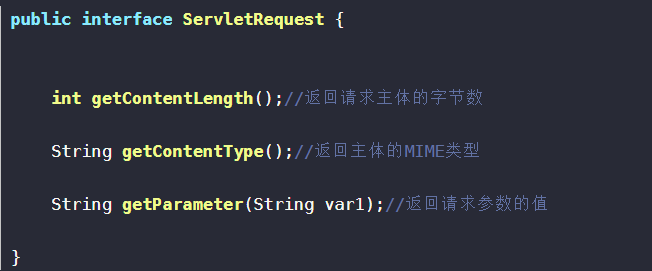 public interface ServletRequest {
int getContentLength();//返回请求主体的字节数
String getContentType();//返回主体的MIME类型
String getParameter(String var1);//返回请求参数的值
}